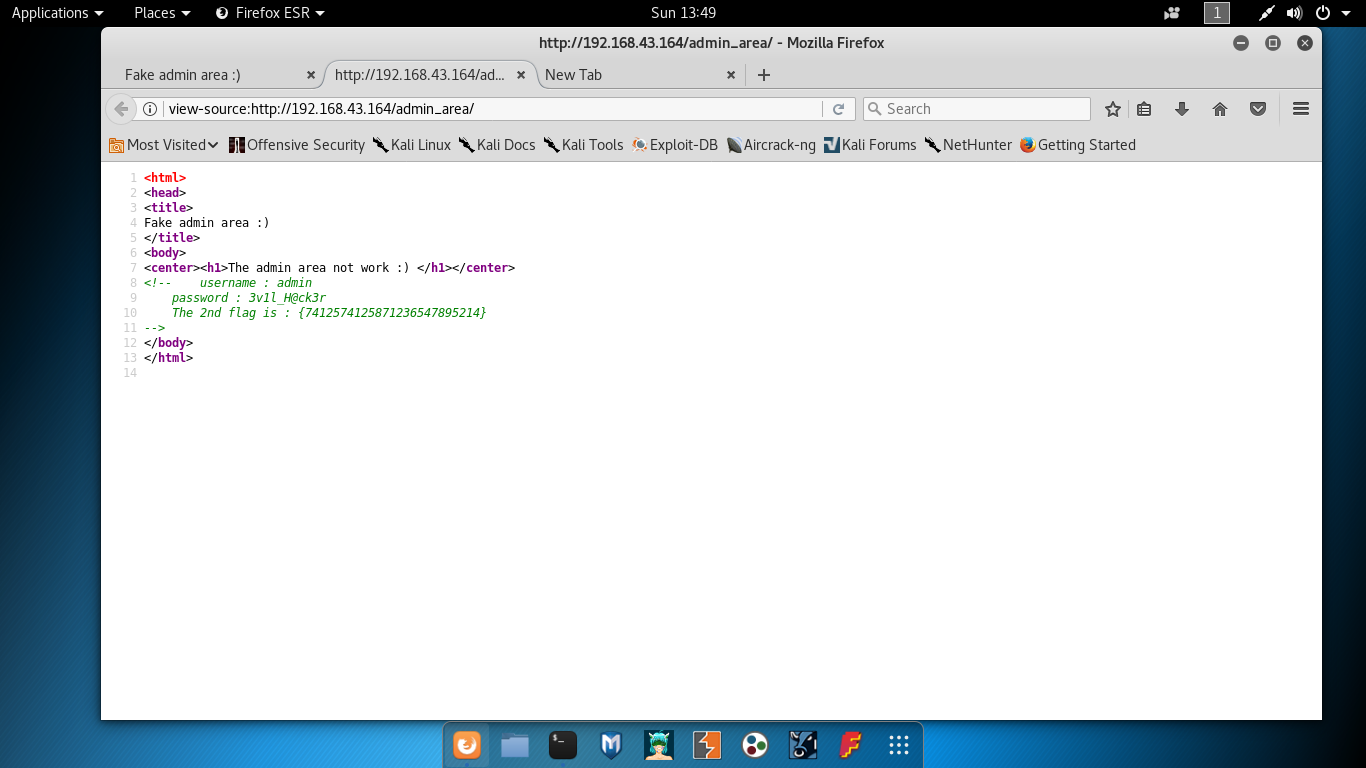 Applications Places Firefox ESR Sun 13:49 1
http://192.168.43.164/admin_area/ - Mozilla Firefox
Fake admin area :) http://192.168.43.164/ad... New Tab
view-source:http://192.168.43.164/admin_area/ Search
Most Visited Offensive Security Kali Linux Kali Docs Kali Tools Exploit-DB Aircrack-ng Kali Forums NetHunter Getting Started
1 <html>
2 <head>
3 <title>
4 Fake admin area :)
5 </title>
6 <body>
7 <center><h1>The admin area not work :) </h1></center>
8 <!--    username : admin
9     password : 3v1l_H@ck3r
10     The 2nd flag is : {7412574125871236547895214}
11 -->
12 </body>
13 </html>
14